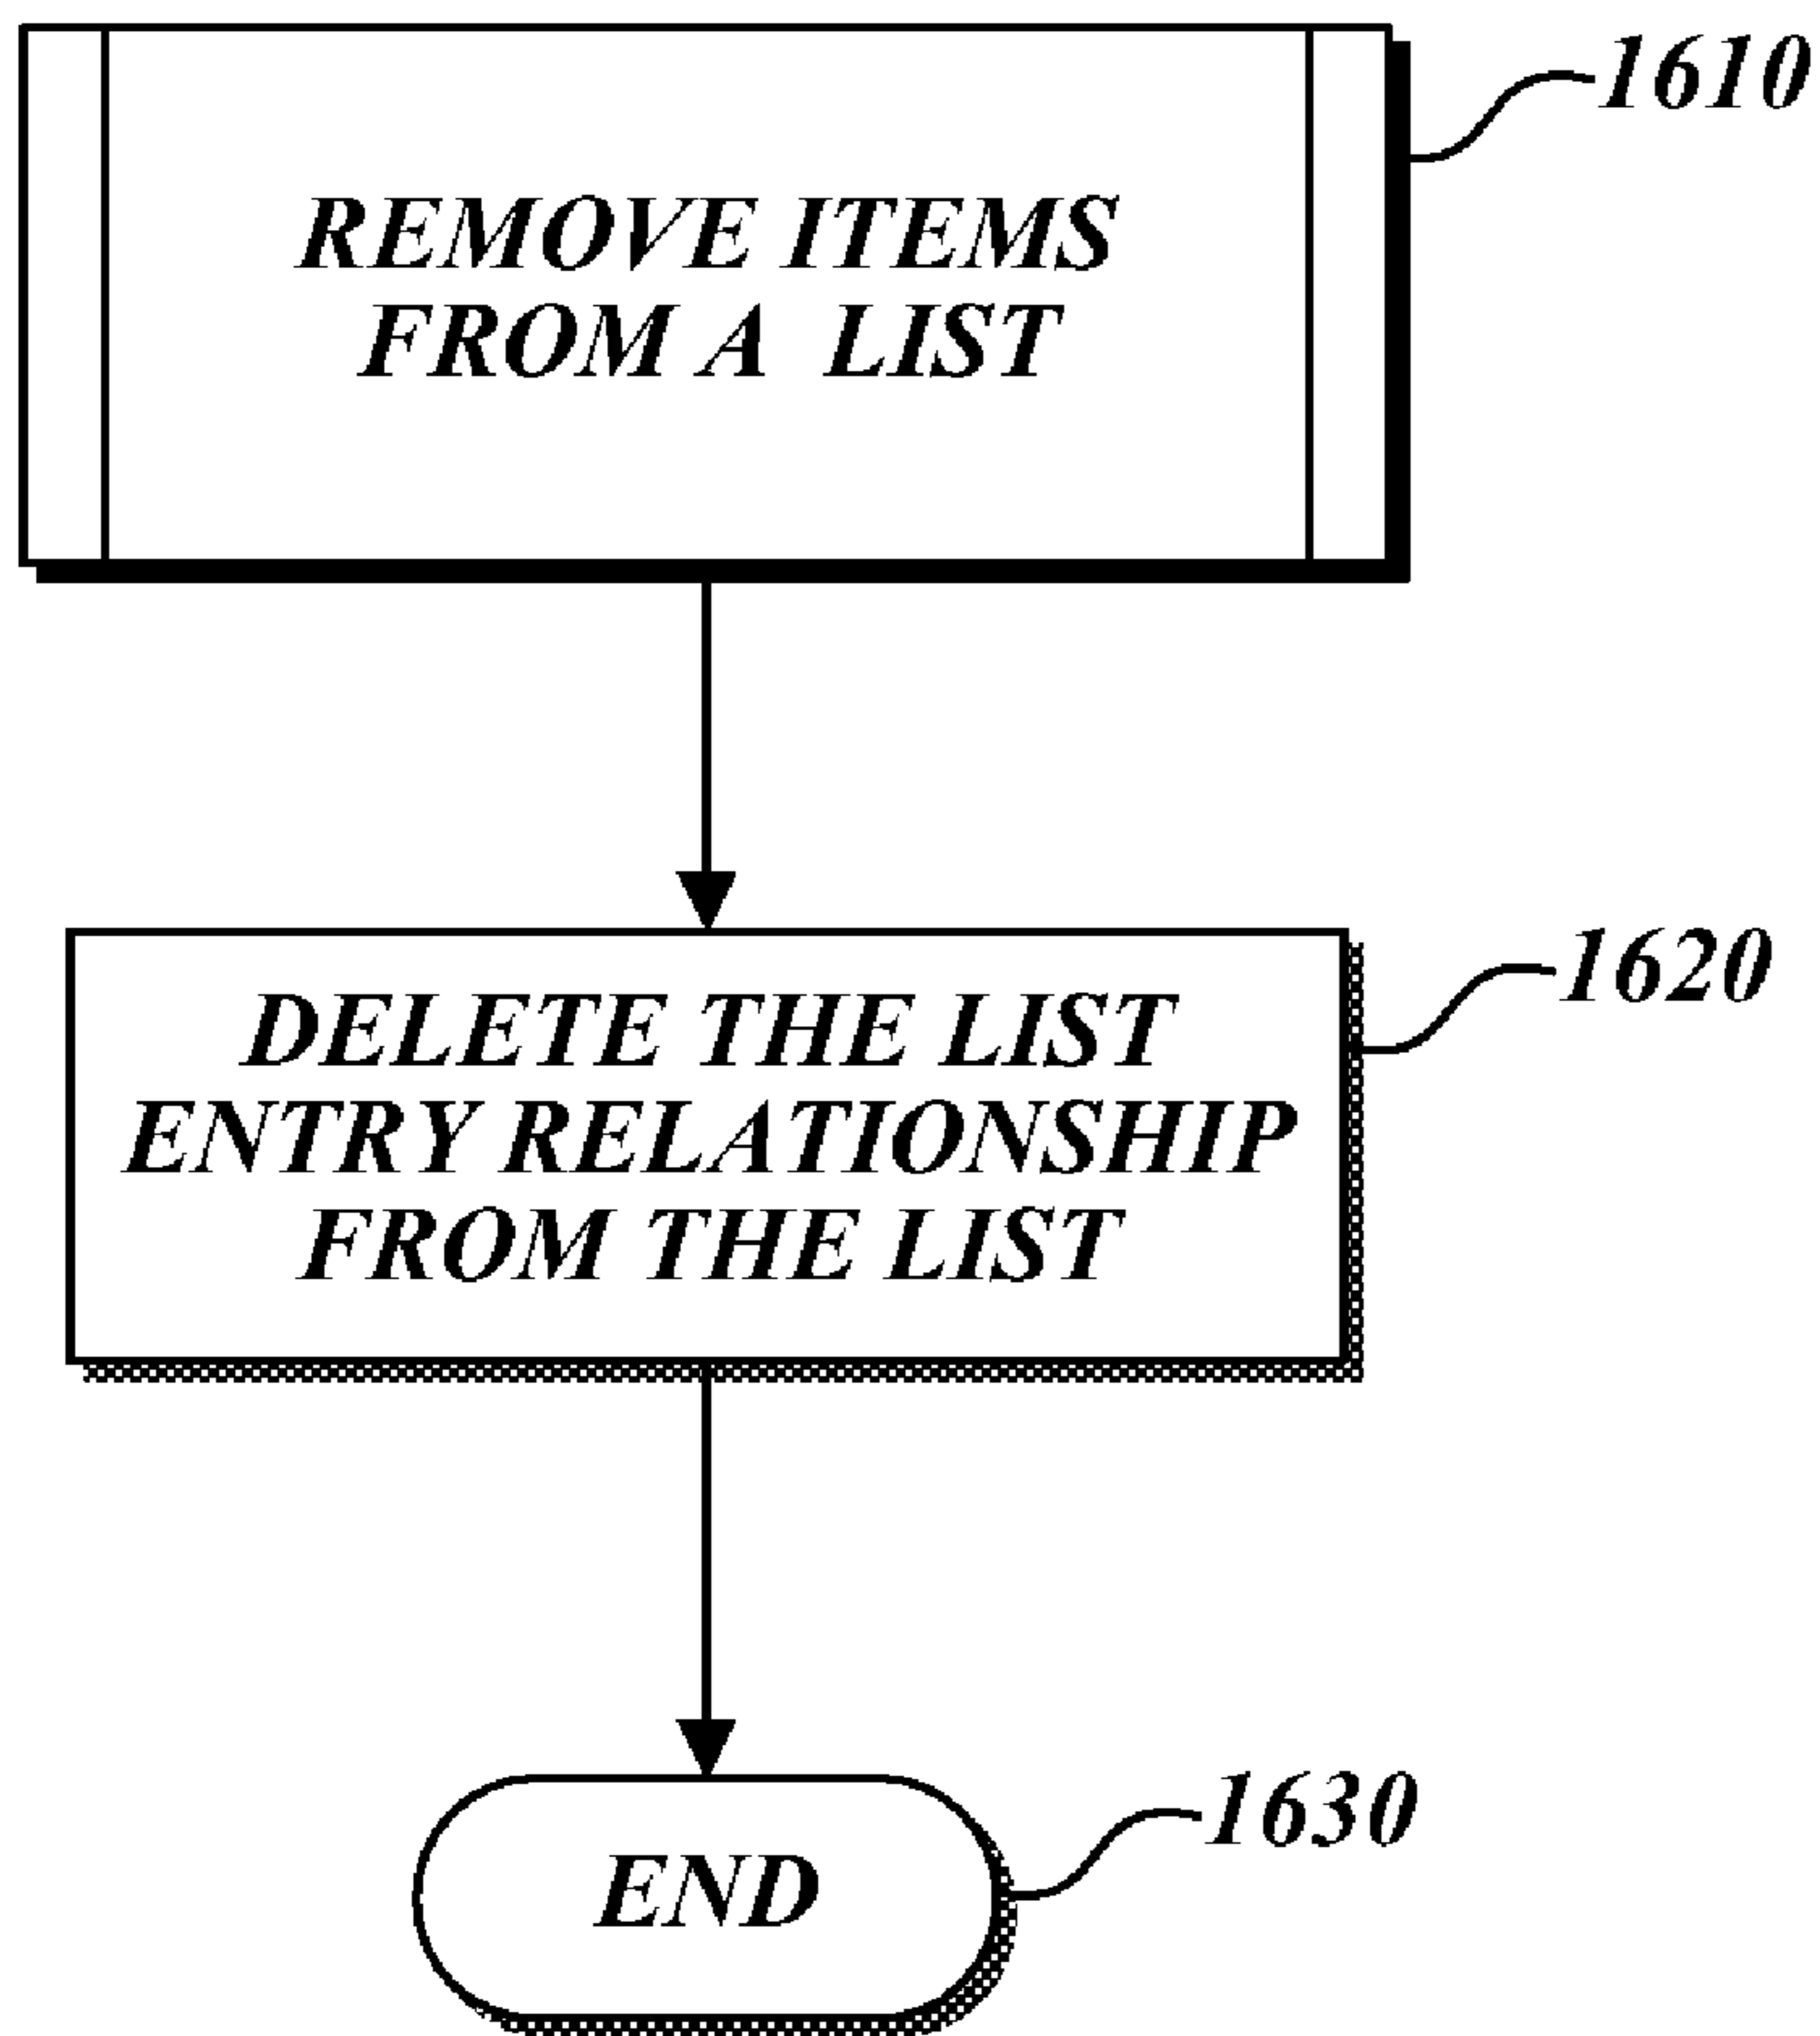 1610
REMOVE ITEMS
FROM A LIST
1620
DELETE THE LIST
ENTRY RELATIONSHIP
FROM THE LIST
1630
END